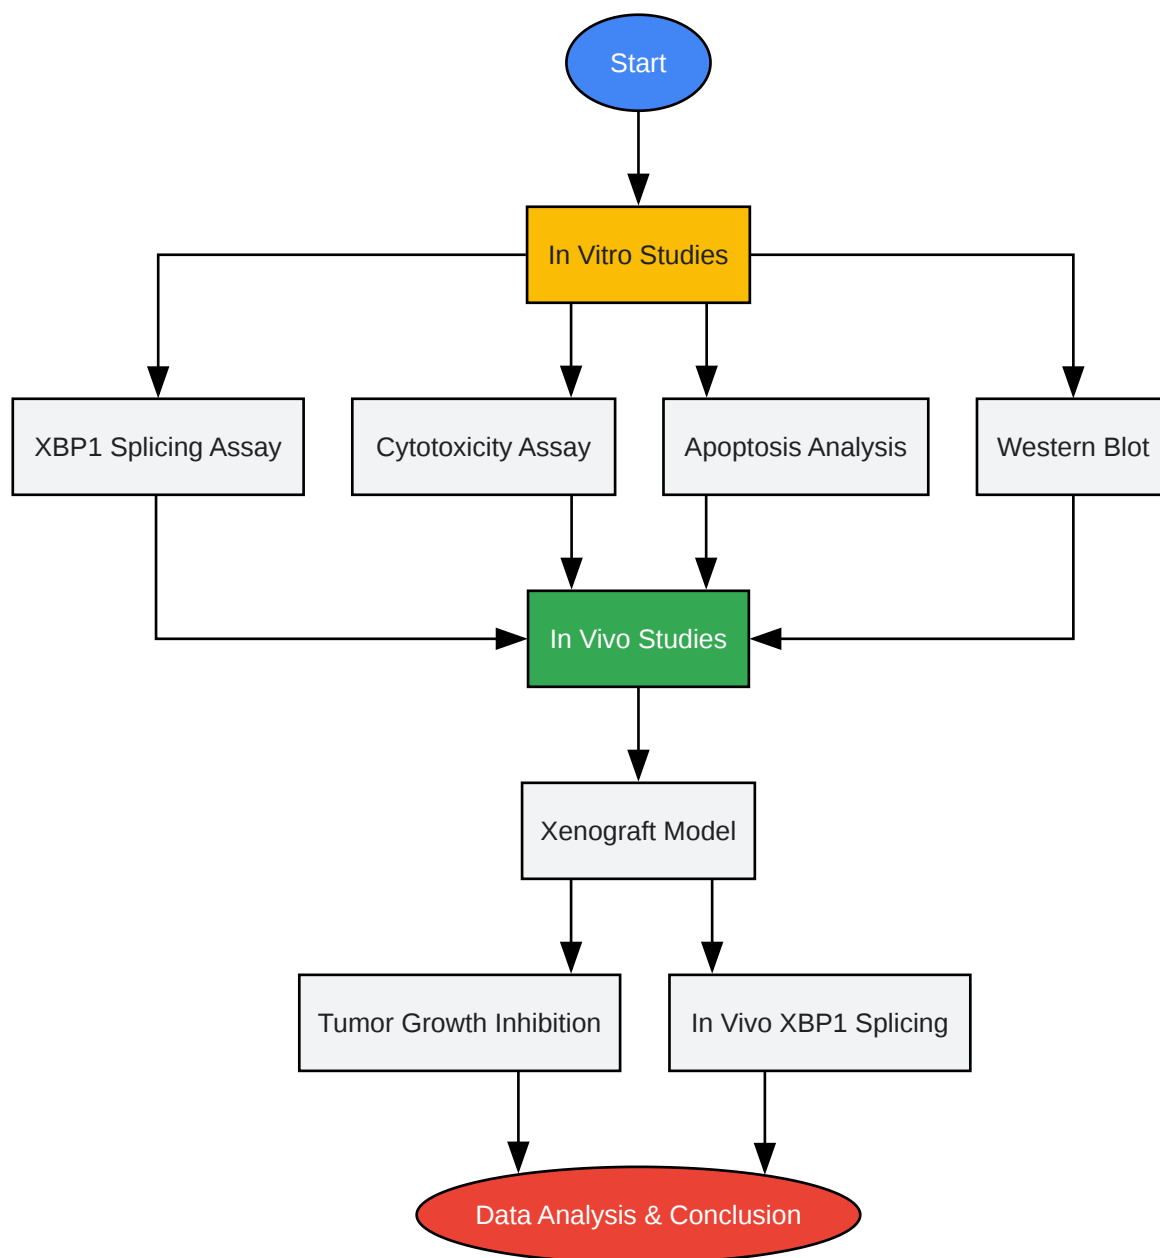 Start
In Vitro Studies
XBP1 Splicing Assay
Cytotoxicity Assay
Apoptosis Analysis
Western Blot
In Vivo Studies
Xenograft Model
Tumor Growth Inhibition
In Vivo XBP1 Splicing
Data Analysis & Conclusion